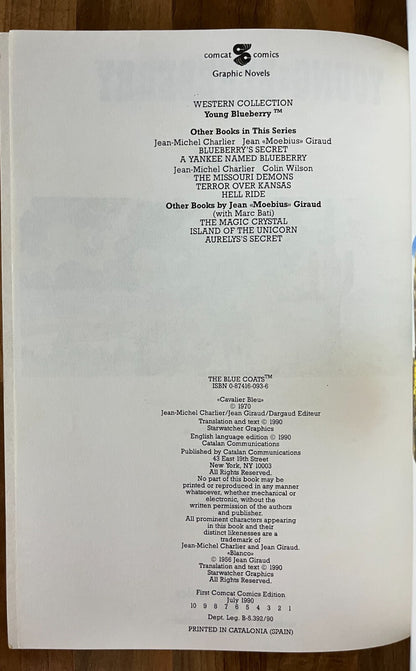 comcat comics
Graphic Novels
WESTERN COLLECTION
Young Blueberry™
Other Books in This Series
Jean-Michel Charlier Jean «Moebius» Giraud
BLUEBERRY'S SECRET
A YANKEE NAMED BLUEBERRY
Jean-Michel Charlier Colin Wilson
THE MISSOURI DEMONS
TERROR OVER KANSAS
HELL RIDE
Other Books by Jean «Moebius» Giraud
(with Marc Bati)
THE MAGIC CRYSTAL
ISLAND OF THE UNICORN
AURELYS'S SECRET
THE BLUE COATS™
ISBN 0-87416-093-6
«Cavalier Bleu»
© 1970
Jean-Michel Charlier/Jean Giraud/Dargaud Editeur
Translation and text © 1990
Starwatcher Graphics
English language edition © 1990
Catalan Communications
Published by Catalan Communications
43 East 19th Street
New York, NY 10003
All Rights Reserved.
No part of this book may be
printed or reproduced in any manner
whatsoever, whether mechanical or
electronic, without the
written permission of the authors
and publisher.
All prominent characters appearing
in this book and their
distinct likenesses are a
trademark of
Jean-Michel Charlier and Jean Giraud.
«Blanco»
© 1956 Jean Giraud
Translation and text © 1990
Starwatcher Graphics
All Rights Reserved.
First Comcat Comics Edition
July 1990
10 9 8 7 6 5 4 3 2 1
Dept. Leg. B-6.392/90
PRINTED IN CATALONIA (SPAIN)